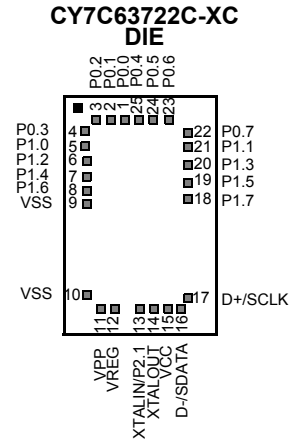 CY7C63722C-XC
DIE
P0.2
P0.1
P0.0
P0.4
P0.5
P0.6
3
2
1
25
24
23
P0.3 4
P1.0 5
P1.2 6
P1.4 7
P1.6 8
VSS 9
VSS 10
22 P0.7
21 P1.1
20 P1.3
19 P1.5
18 P1.7
17 D+/SCLK
11
12
13
14
15
16
VPP
VREG
XTALIN/P2.1
XTALOUT
VCC
D-/SDATA